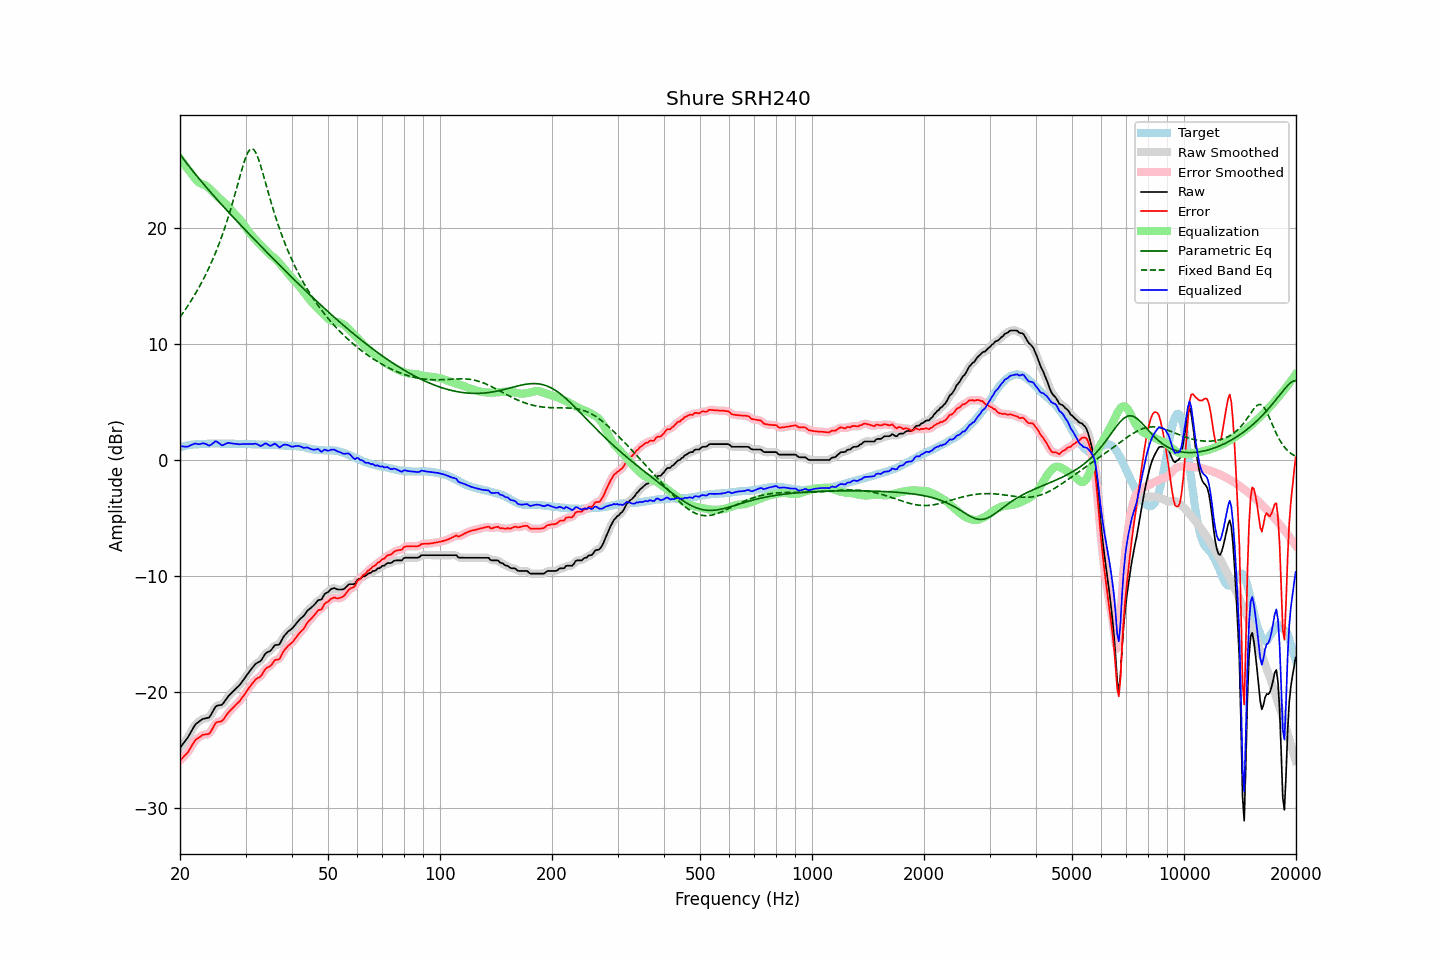 Shure SRH240
Target
Raw Smoothed
Error Smoothed
Raw
Error
Equalization
Parametric Eq
Fixed Band Eq
Equalized
Amplitude (dBr)
20
10
0
−10
−20
−30
20 50 100 200 500 1000 2000 5000 10000 20000
Frequency (Hz)